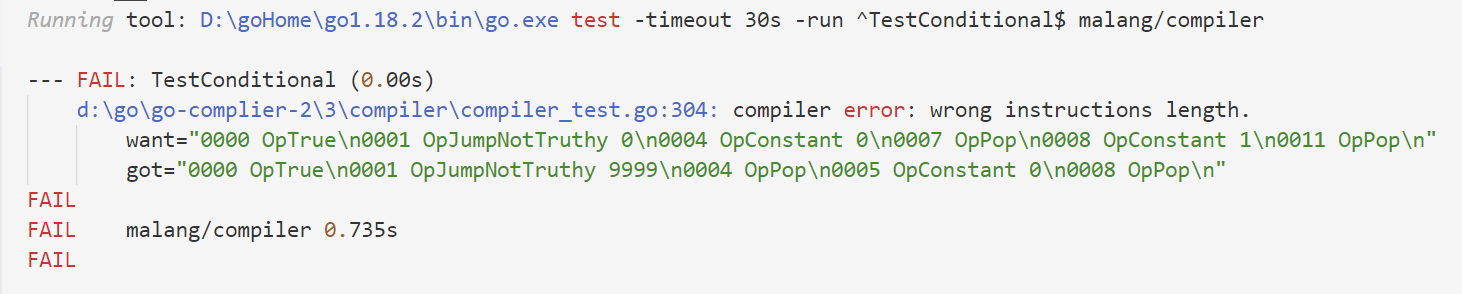 Running tool: D:\goHome\go1.18.2\bin\go.exe test -timeout 30s -run ^TestConditional$ malang/compiler
--- FAIL: TestConditional (0.00s)
d:\go\go-complier-2\3\compiler\compiler_test.go:304: compiler error: wrong instructions length.
want="0000 OpTrue\n0001 OpJumpNotTruthy 0\n0004 OpConstant 0\n0007 OpPop\n0008 OpConstant 1\n0011 OpPop\n"
got="0000 OpTrue\n0001 OpJumpNotTruthy 9999\n0004 OpPop\n0005 OpConstant 0\n0008 OpPop\n"
FAIL
FAIL    malang/compiler 0.735s
FAIL